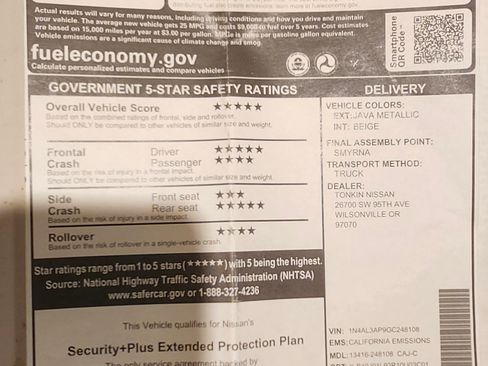 Actual results will vary for many reasons, including driving conditions and how you drive and maintain
your vehicle. The average new vehicle gets 25 MPG and costs $9,000 to fuel over 5 years. Cost estimates
are based on 15,000 miles per year at $3.00 per gallon. MPGe is miles per gasoline gallon equivalent.
Vehicle emissions are a significant cause of climate change and smog.
fueleconomy.gov
Calculate personalized estimates and compare vehicles
Smartphone
QR Code
GOVERNMENT 5-STAR SAFETY RATINGS
Overall Vehicle Score ★★★★★
Based on the combined ratings of frontal, side and rollover.
Should ONLY be compared to other vehicles of similar size and weight.
Frontal Driver ★★★★★
Crash Passenger ★★★★
Based on the risk of injury in a frontal impact.
Should ONLY be compared to other vehicles of similar size and weight.
Side Front seat ★★★
Crash Rear seat ★★★★★
Based on the risk of injury in a side impact.
Rollover ★★★★
Based on the risk of rollover in a single-vehicle crash.
Star ratings range from 1 to 5 stars (★★★★★) with 5 being the highest.
Source: National Highway Traffic Safety Administration (NHTSA)
www.safercar.gov or 1-888-327-4236
This Vehicle qualifies for Nissan's
Security+Plus Extended Protection Plan
The only service agreement backed by
DELIVERY
VEHICLE COLORS:
EXT:JAVA METALLIC
INT: BEIGE
FINAL ASSEMBLY POINT:
SMYRNA
TRANSPORT METHOD:
TRUCK
DEALER:
TONKIN NISSAN
26700 SW 95TH AVE
WILSONVILLE OR
97070
VIN: 1N4AL3AP9GC248108
EMS:CALIFORNIA EMISSIONS
MDL:13416-248108 CAJ-C